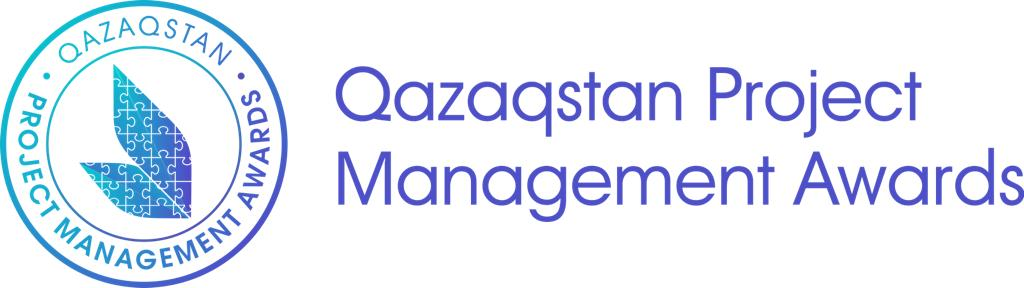 QAZAQSTAN
• PROJECT MANAGEMENT AWARDS •
Qazaqstan Project
Management Awards